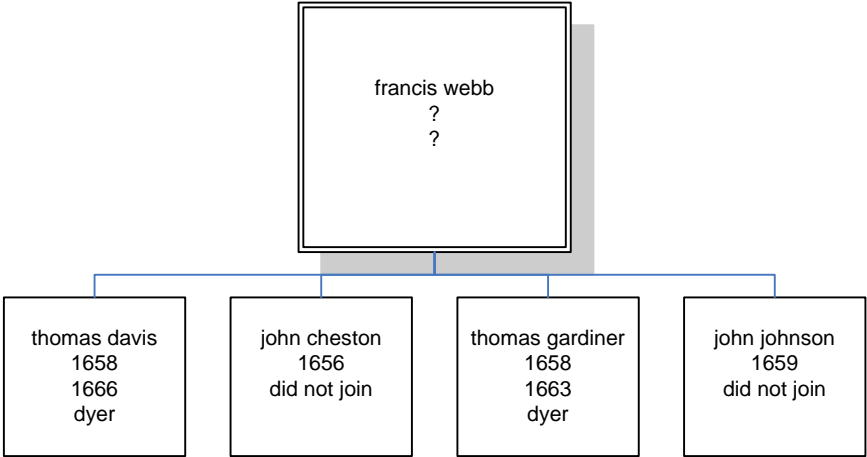 francis webb
?
?
thomas davis
1658
1666
dyer
john cheston
1656
did not join
thomas gardiner
1658
1663
dyer
john johnson
1659
did not join